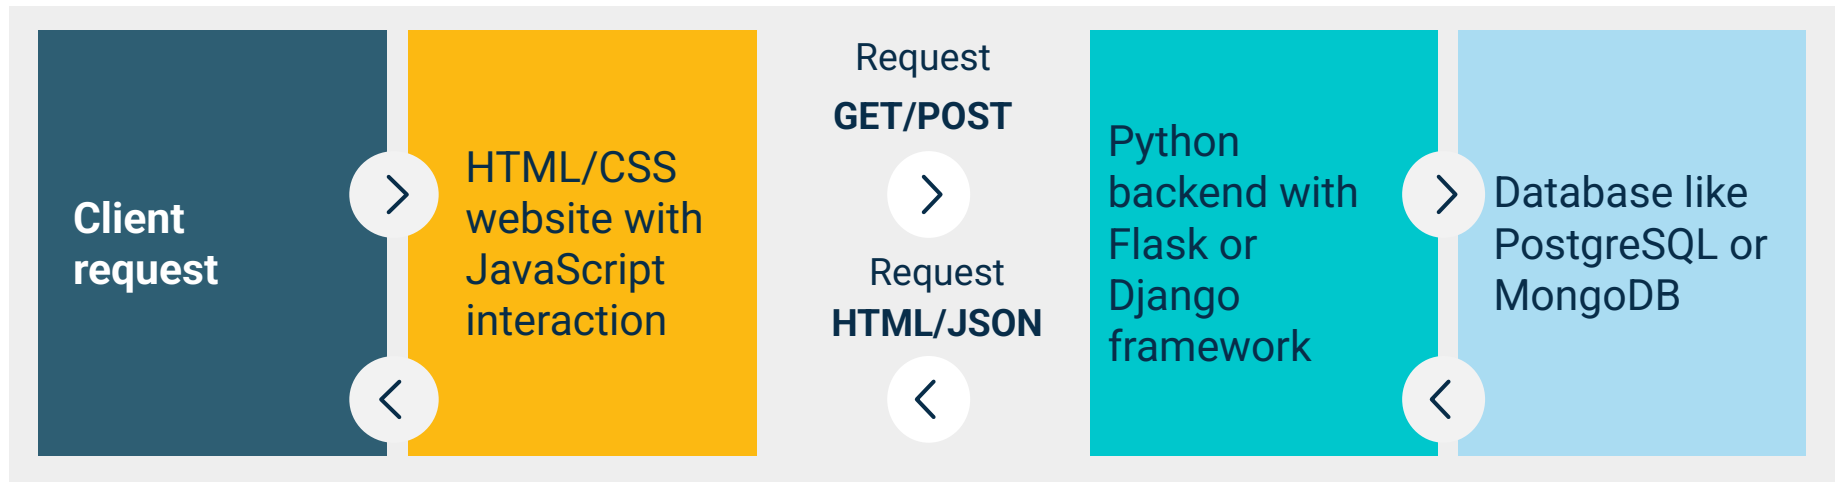 Client
request
HTML/CSS
website with
JavaScript
interaction
Request
GET/POST
Request
HTML/JSON
Python
backend with
Flask or
Django
framework
Database like
PostgreSQL or
MongoDB